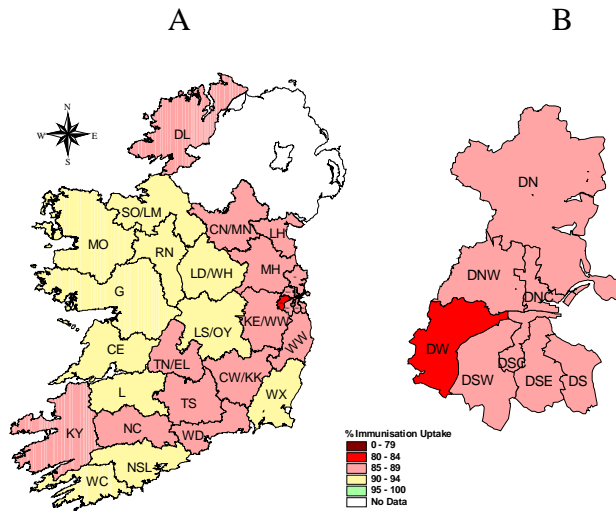 A
B
N
W E
S
DL
SO/LM
MO
RN
CN/MN
LH
LD/WH
MH
G
LS/OY
KE/WW
WW
CE
TN/EL
CW/KK
L
TS
WX
KY
NC
WD
NSL
WC
DN
DNW
DNC
DW
DSC
DSW
DSE
DS
% Immunisation Uptake
0 - 79
80 - 84
85 - 89
90 - 94
95 - 100
No Data